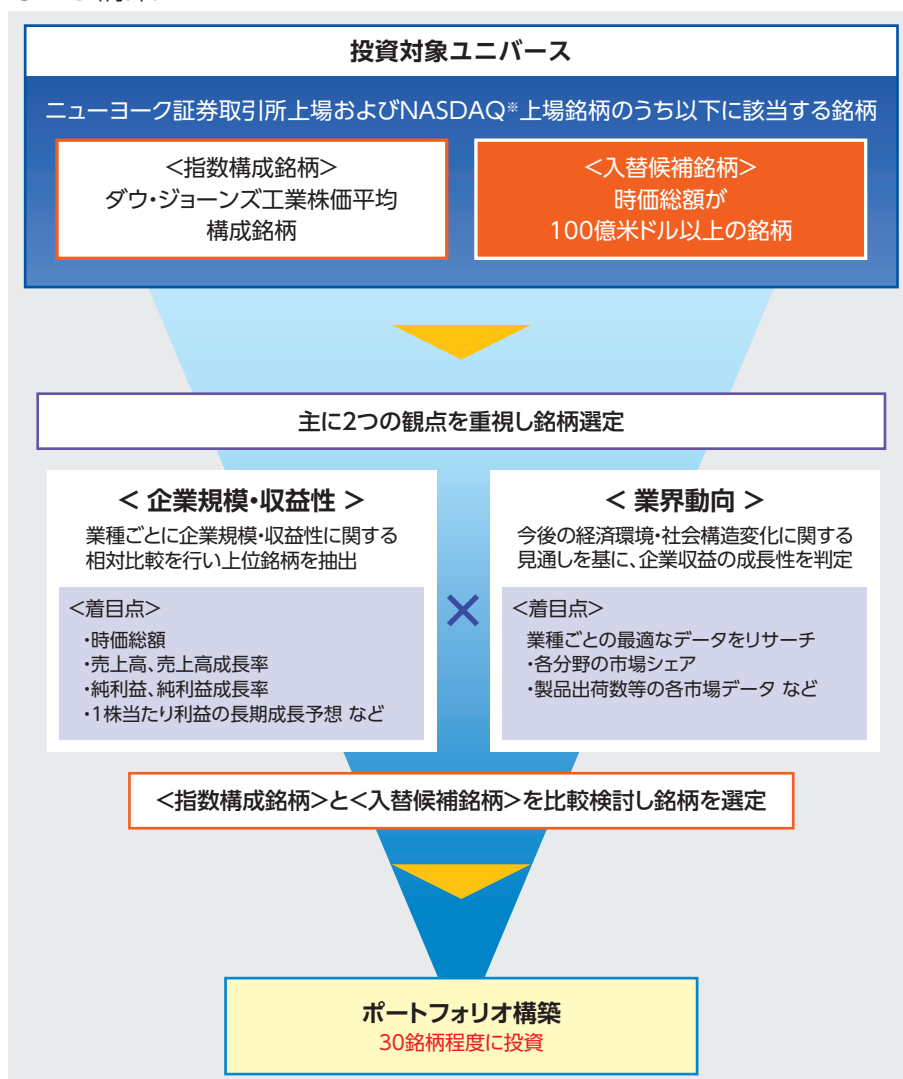 投資対象ユニバース
ニューヨーク証券取引所上場およびNASDAQ※上場銘柄のうち以下に該当する銘柄
<指数構成銘柄>
ダウ・ジョーンズ工業株価平均
構成銘柄
<入替候補銘柄>
時価総額が
100億米ドル以上の銘柄
主に2つの観点を重視し銘柄選定
< 企業規模・収益性 >
業種ごとに企業規模・収益性に関する
相対比較を行い上位銘柄を抽出
<着目点>
・時価総額
・売上高、売上高成長率
・純利益、純利益成長率
・1株当たり利益の長期成長予想 など
×
< 業界動向 >
今後の経済環境・社会構造変化に関する
見通しを基に、企業収益の成長性を判定
<着目点>
業種ごとの最適なデータをリサーチ
・各分野の市場シェア
・製品出荷数等の各市場データ など
<指数構成銘柄>と<入替候補銘柄>を比較検討し銘柄を選定
ポートフォリオ構築
30銘柄程度に投資